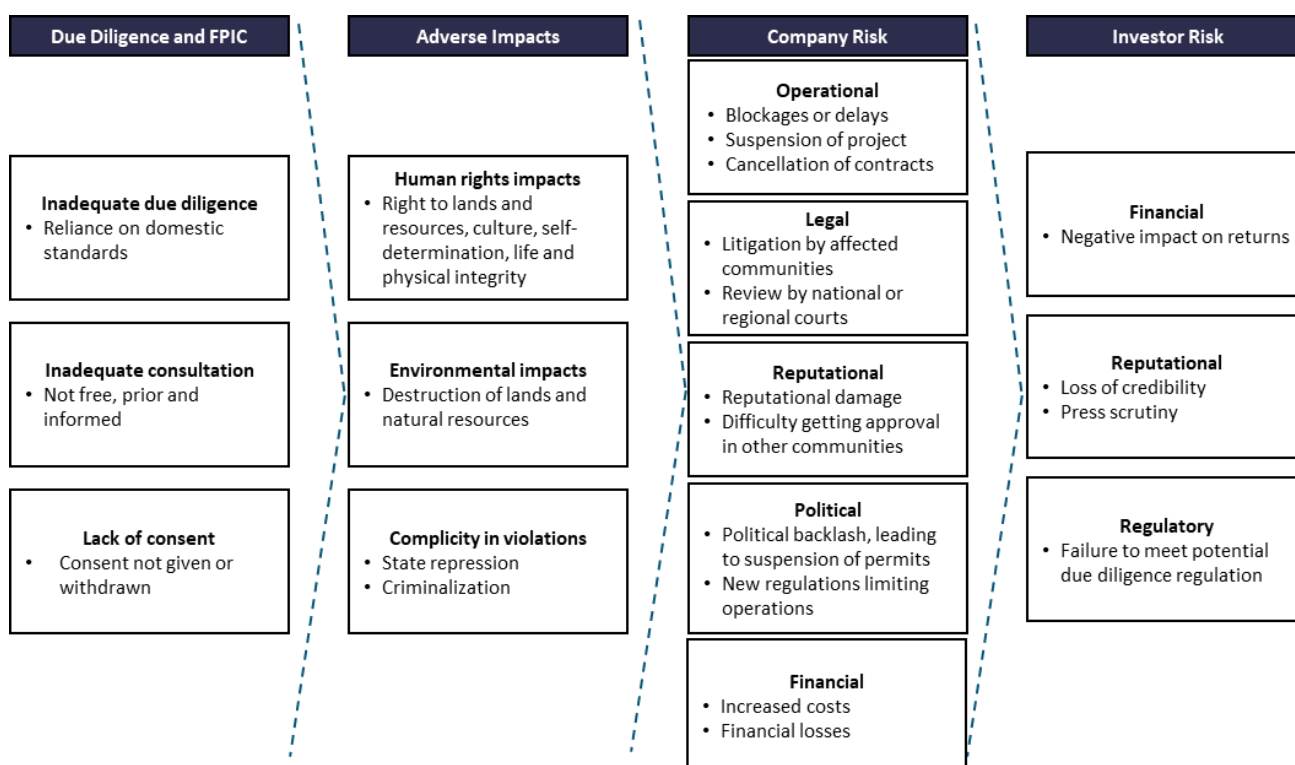 Due Diligence and FPIC
Inadequate due diligence
• Reliance on domestic
standards
Inadequate consultation
• Not free, prior and
informed
Lack of consent
• Consent not given or
withdrawn
Adverse Impacts
Human rights impacts
• Right to lands and
resources, culture, self-
determination, life and
physical integrity
Environmental impacts
• Destruction of lands and
natural resources
Complicity in violations
• State repression
• Criminalization
Company Risk
Operational
• Blockages or delays
• Suspension of project
• Cancellation of contracts
Legal
• Litigation by affected
communities
• Review by national or
regional courts
Reputational
• Reputational damage
• Difficulty getting approval
in other communities
Political
• Political backlash, leading
to suspension of permits
• New regulations limiting
operations
Financial
• Increased costs
• Financial losses
Investor Risk
Financial
• Negative impact on returns
Reputational
• Loss of credibility
• Press scrutiny
Regulatory
• Failure to meet potential
due diligence regulation